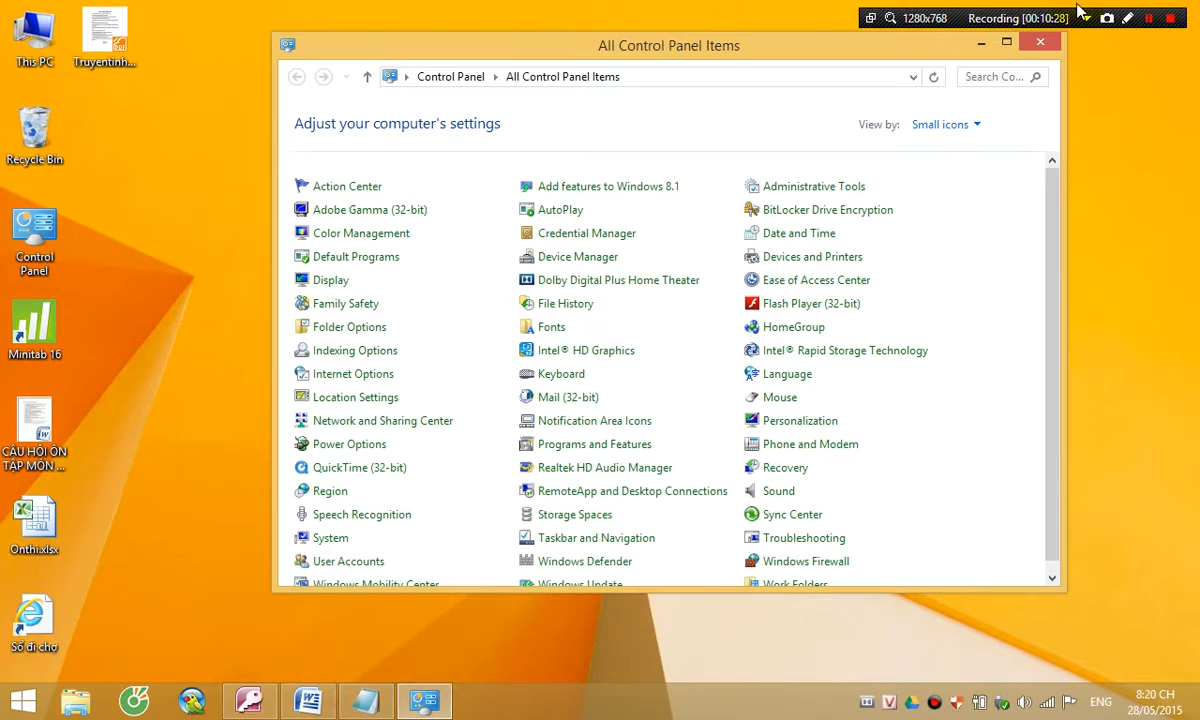 This PC
Truyentinh...
1280x768
Recording [00:10:28]
All Control Panel Items
Control Panel
All Control Panel Items
Search Co...
Adjust your computer's settings
View by:
Small icons
Recycle Bin
Control
Panel
Minitab 16
CÂU HỎI ÔN
TẬP MÔN ...
Onthi.xlsx
Sổ đi chợ
Action Center
Add features to Windows 8.1
Administrative Tools
Adobe Gamma (32-bit)
AutoPlay
BitLocker Drive Encryption
Color Management
Credential Manager
Date and Time
Default Programs
Device Manager
Devices and Printers
Display
Dolby Digital Plus Home Theater
Ease of Access Center
Family Safety
File History
Flash Player (32-bit)
Folder Options
Fonts
HomeGroup
Indexing Options
Intel® HD Graphics
Intel® Rapid Storage Technology
Internet Options
Keyboard
Language
Location Settings
Mail (32-bit)
Mouse
Network and Sharing Center
Notification Area Icons
Personalization
Power Options
Programs and Features
Phone and Modem
QuickTime (32-bit)
Realtek HD Audio Manager
Recovery
Region
RemoteApp and Desktop Connections
Sound
Speech Recognition
Storage Spaces
Sync Center
System
Taskbar and Navigation
Troubleshooting
User Accounts
Windows Defender
Windows Firewall
Windows Mobility Center
Windows Update
Work Folders
ENG
8:20 CH
28/05/2015